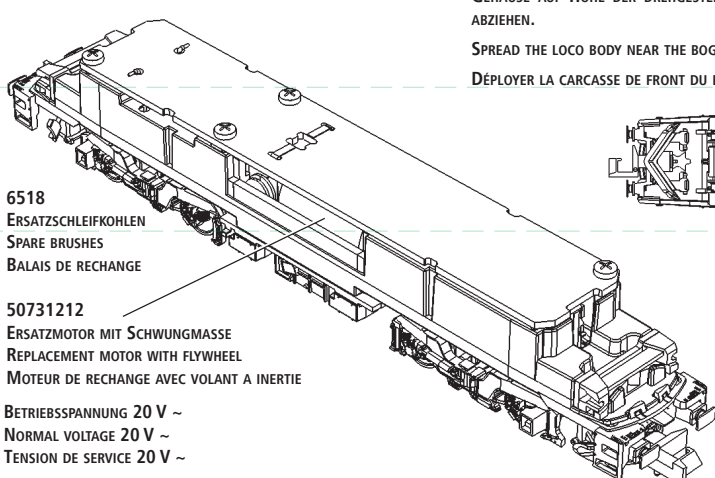 ABZIEHEN.
SPREAD THE LOCO BODY NEAR THE BOG
DÉPLOYER LA CARCASSE DE FRONT DU
6518
ERSATZSCHLEIFKOHLEN
SPARE BRUSHES
BALAIS DE RECHANGE
50731212
ERSATZMOTOR MIT SCHWUNGMASSE
REPLACEMENT MOTOR WITH FLYWHEEL
MOTEUR DE RECHANGE AVEC VOLANT A INERTIE
BETRIEBSSPANNUNG 20 V ~
NORMAL VOLTAGE 20 V ~
TENSION DE SERVICE 20 V ~